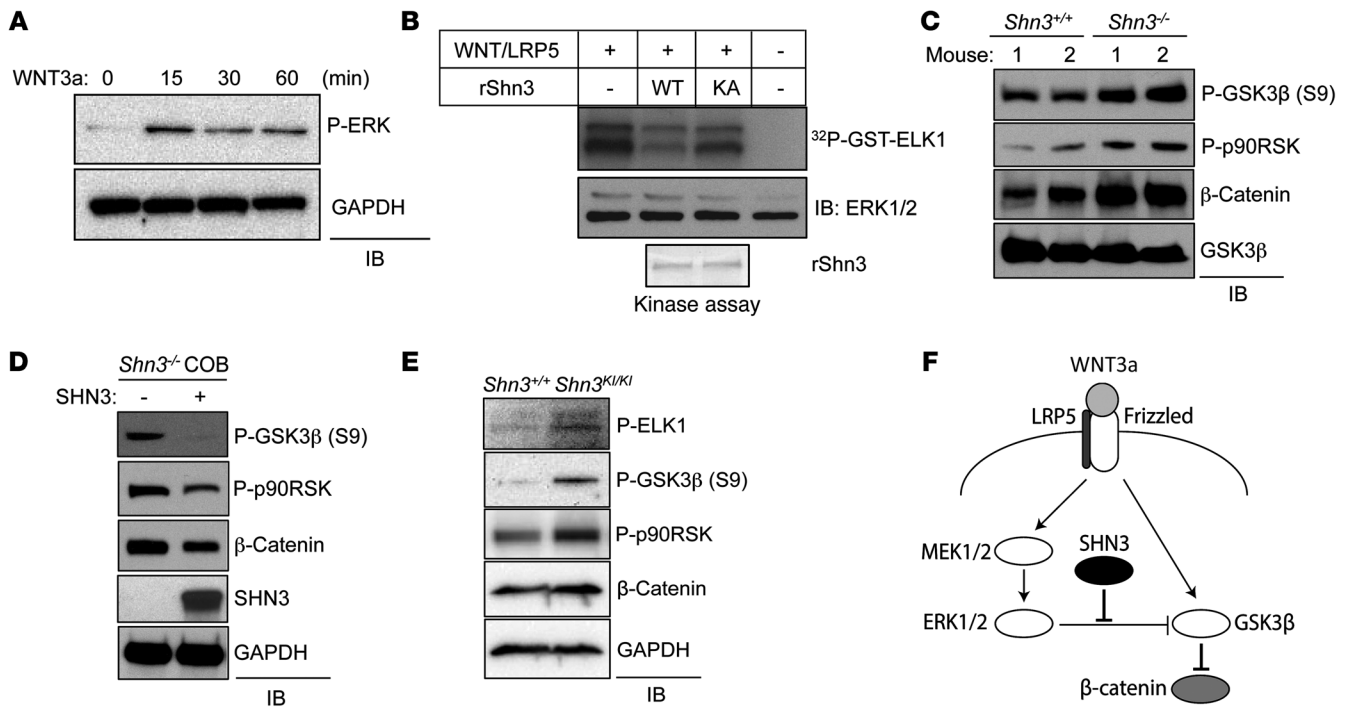 A
WNT3a: 0 15 30 60 (min)
P-ERK
GAPDH
IB
B
WNT/LRP5 + + + -
rShn3 - WT KA -
³²P-GST-ELK1
IB: ERK1/2
rShn3
Kinase assay
C
Shn3+/+ Shn3-/-
Mouse: 1 2 1 2
P-GSK3β (S9)
P-p90RSK
β-Catenin
GSK3β
IB
D
Shn3-/- COB
SHN3: - +
P-GSK3β (S9)
P-p90RSK
β-Catenin
SHN3
GAPDH
IB
E
Shn3+/+ Shn3KI/KI
P-ELK1
P-GSK3β (S9)
P-p90RSK
β-Catenin
GAPDH
IB
F
WNT3a
LRP5 Frizzled
MEK1/2 SHN3
ERK1/2 GSK3β
β-catenin